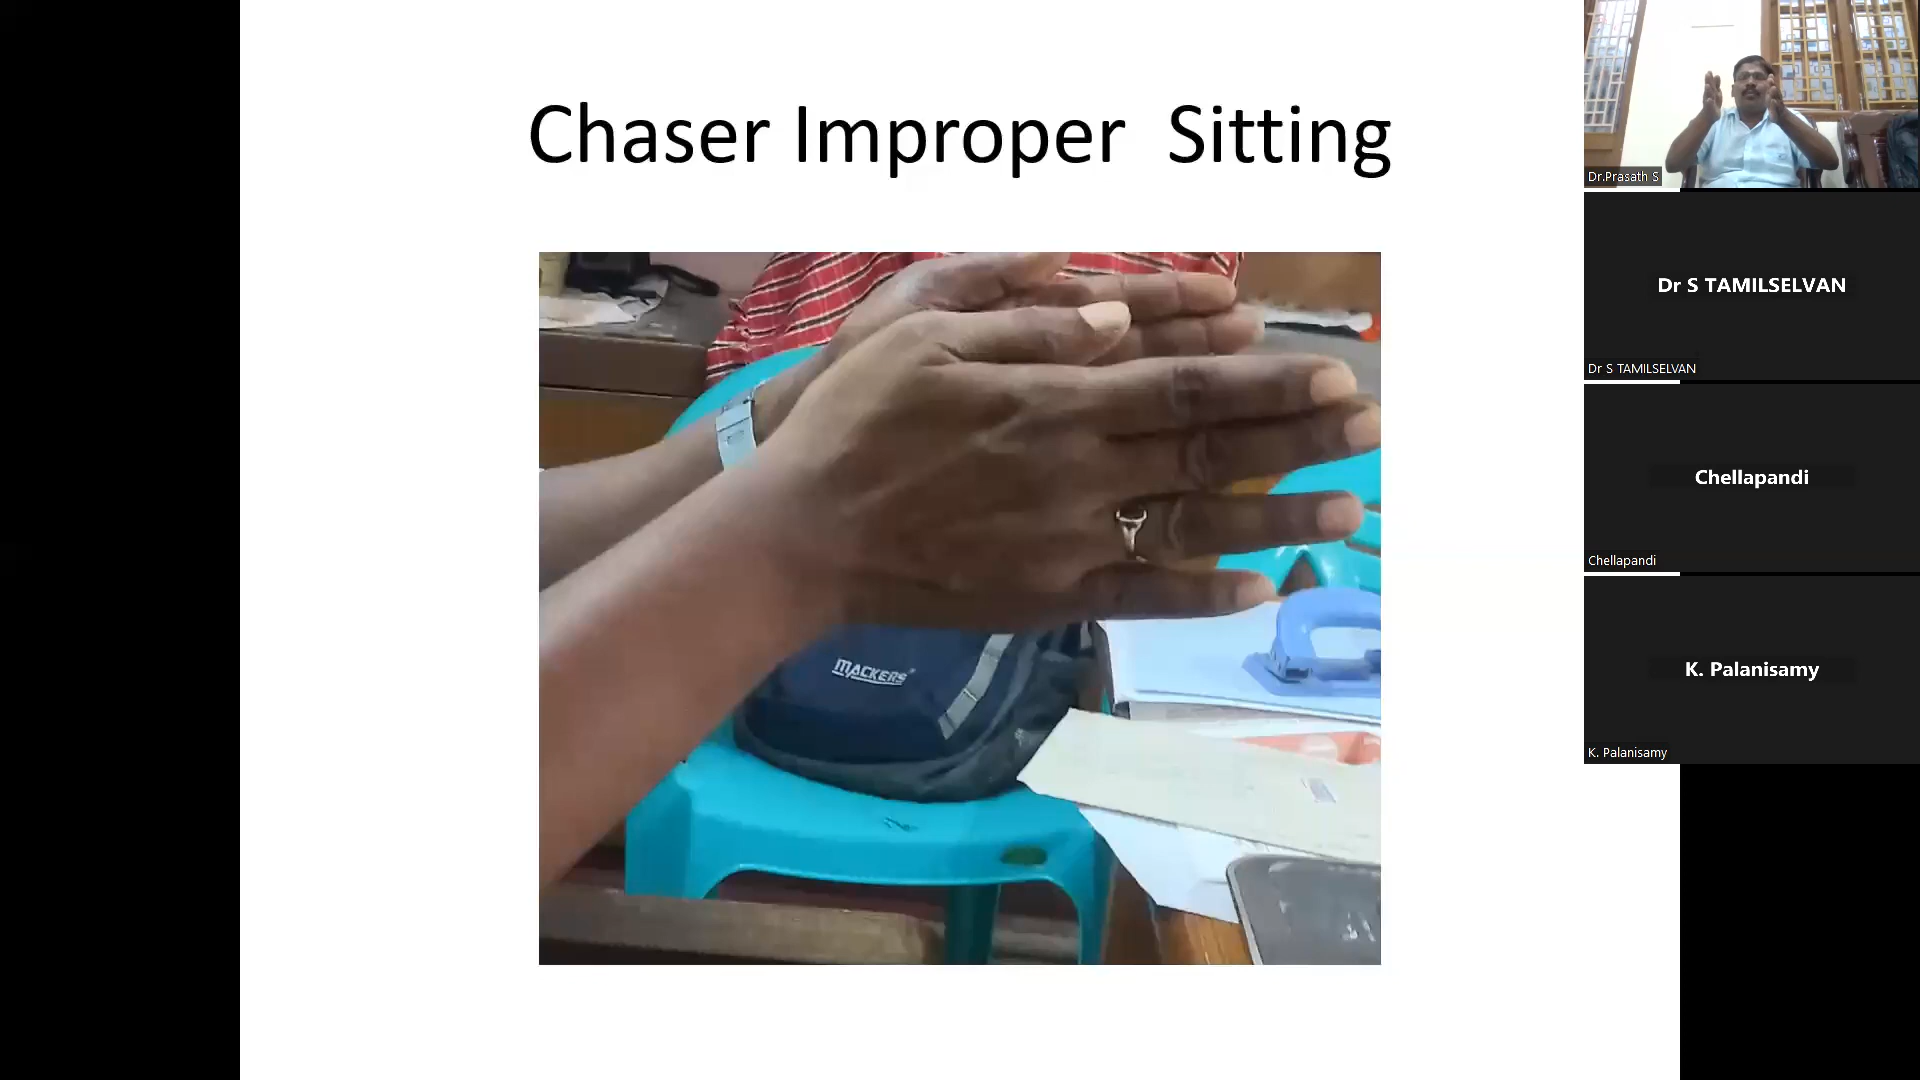 Chaser Improper  Sitting
MACKERS
Dr.Prasath S
Dr S TAMILSELVAN
Dr S TAMILSELVAN
Chellapandi
Chellapandi
K. Palanisamy
K. Palanisamy